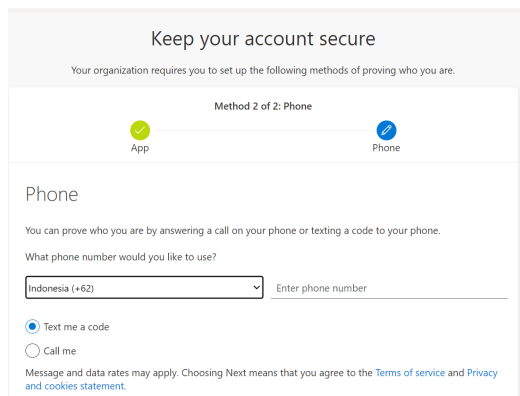 Keep your account secure
Your organization requires you to set up the following methods of proving who you are.
Method 2 of 2: Phone
App
Phone
Phone
You can prove who you are by answering a call on your phone or texting a code to your phone.
What phone number would you like to use?
Indonesia (+62)
Enter phone number
Text me a code
Call me
Message and data rates may apply. Choosing Next means that you agree to the Terms of service and Privacy
and cookies statement.